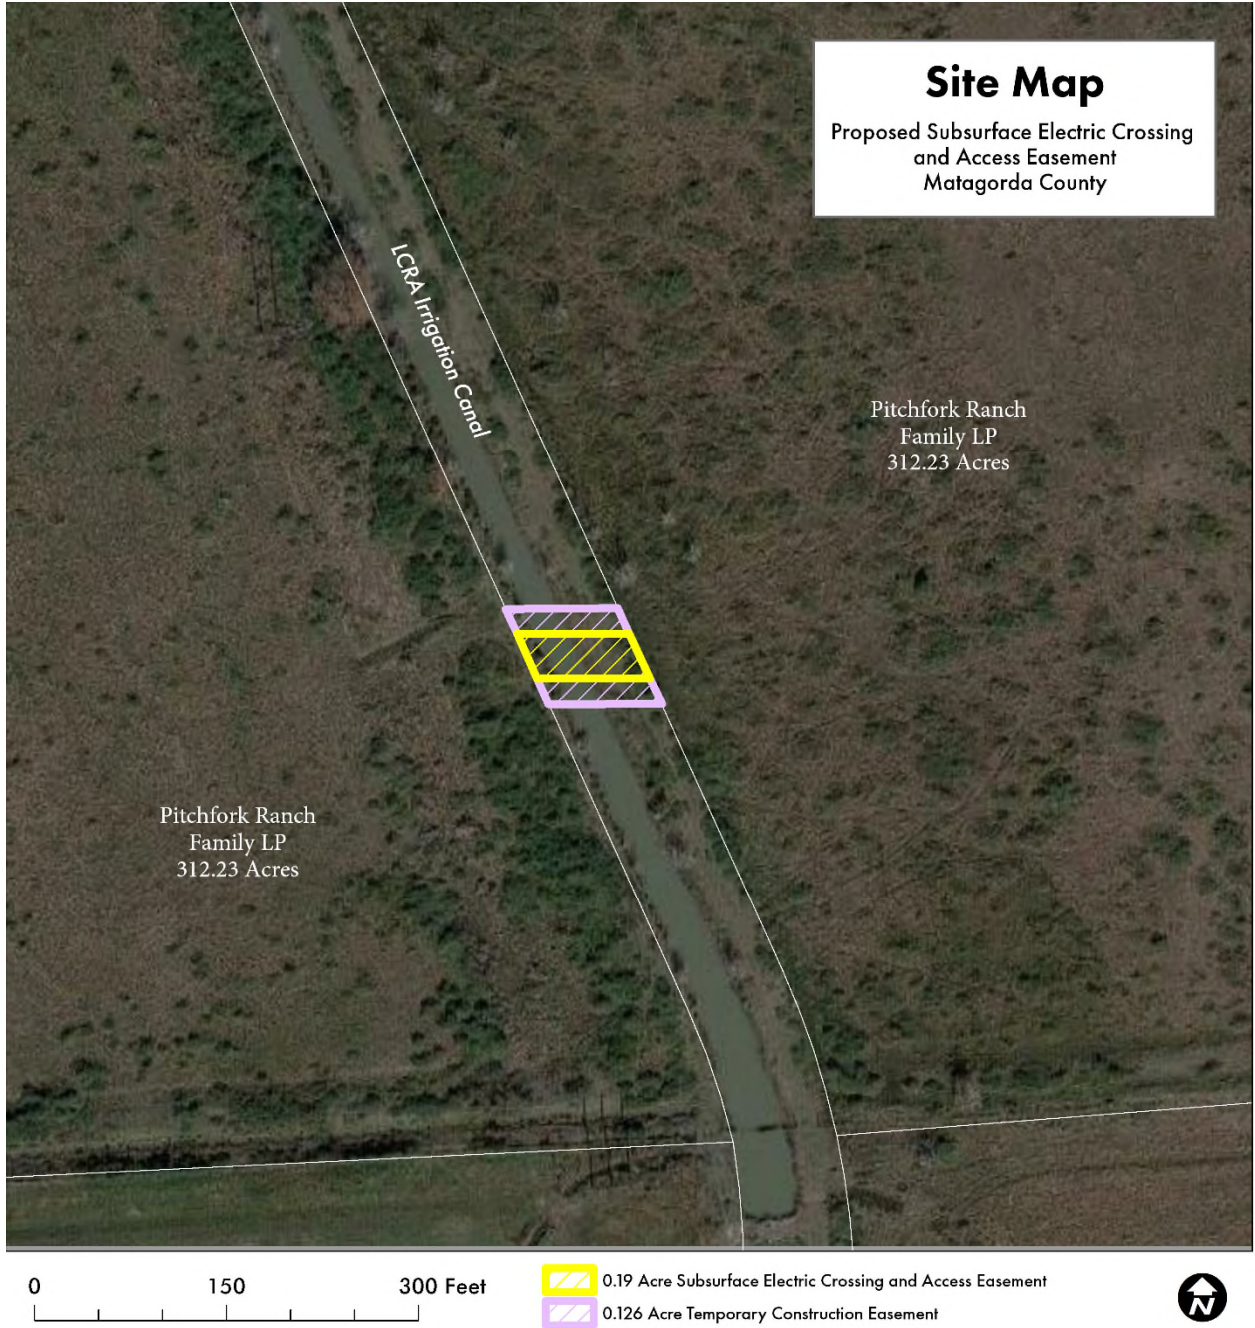 Site Map
Proposed Subsurface Electric Crossing
and Access Easement
Matagorda County
LCRA Irrigation Canal
Pitchfork Ranch
Family LP
312.23 Acres
Pitchfork Ranch
Family LP
312.23 Acres
0 150 300 Feet
0.19 Acre Subsurface Electric Crossing and Access Easement
0.126 Acre Temporary Construction Easement
N